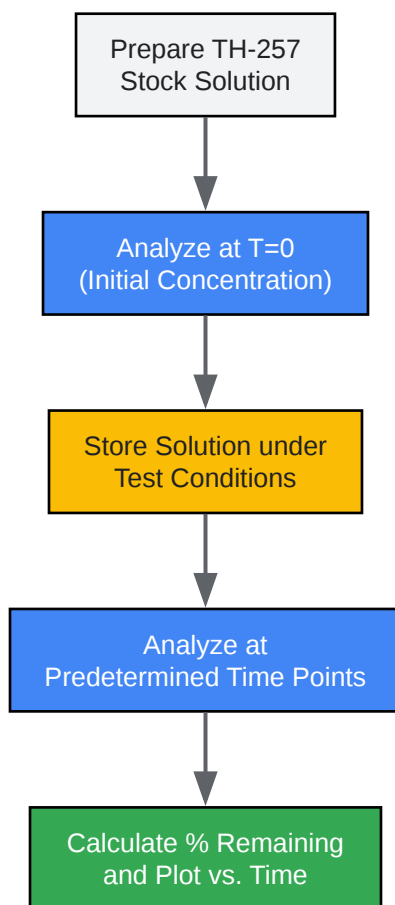 Prepare TH-257
Stock Solution
Analyze at T=0
(Initial Concentration)
Store Solution under
Test Conditions
Analyze at
Predetermined Time Points
Calculate % Remaining
and Plot vs. Time